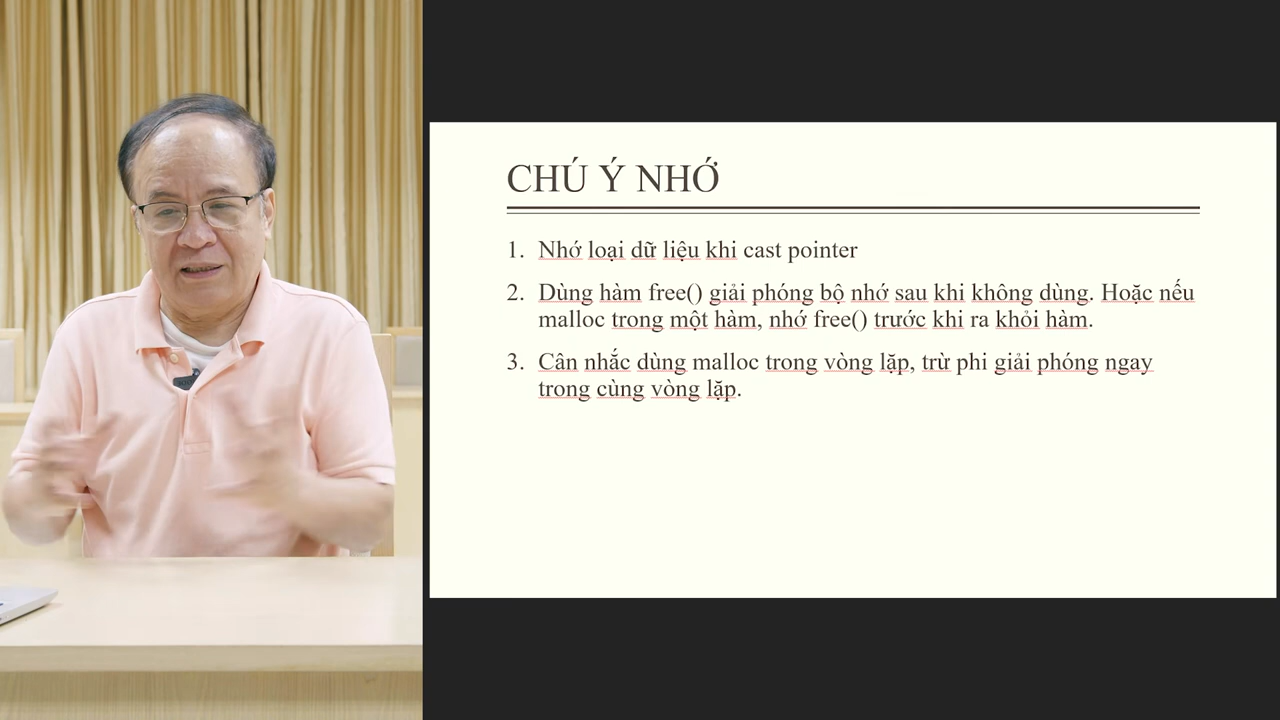 CHÚ Ý NHỚ
1. Nhớ loại dữ liệu khi cast pointer
2. Dùng hàm free() giải phóng bộ nhớ sau khi không dùng. Hoặc nếu
malloc trong một hàm, nhớ free() trước khi ra khỏi hàm.
3. Cân nhắc dùng malloc trong vòng lặp, trừ phi giải phóng ngay
trong cùng vòng lặp.